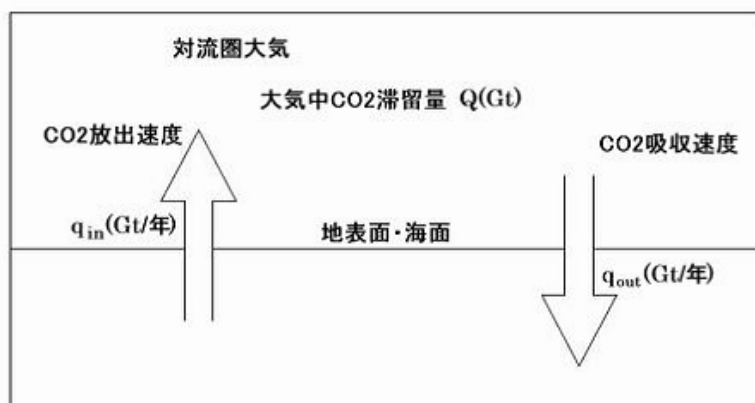 対流圏大気
大気中CO2滞留量 Q(Gt)
CO2放出速度
CO2吸収速度
qin(Gt/年)
地表面・海面
qout(Gt/年)